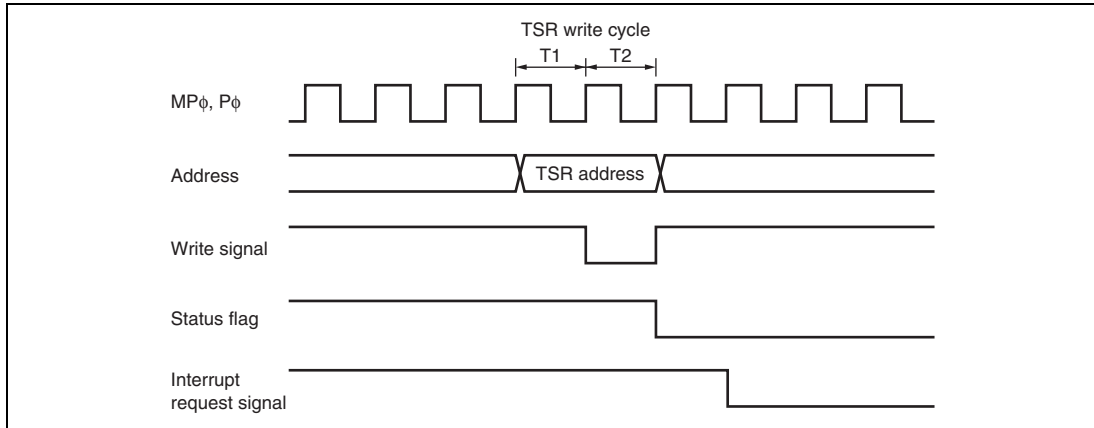 TSR write cycle
T1 T2
MPϕ, Pϕ
Address
TSR address
Write signal
Status flag
Interrupt
request signal